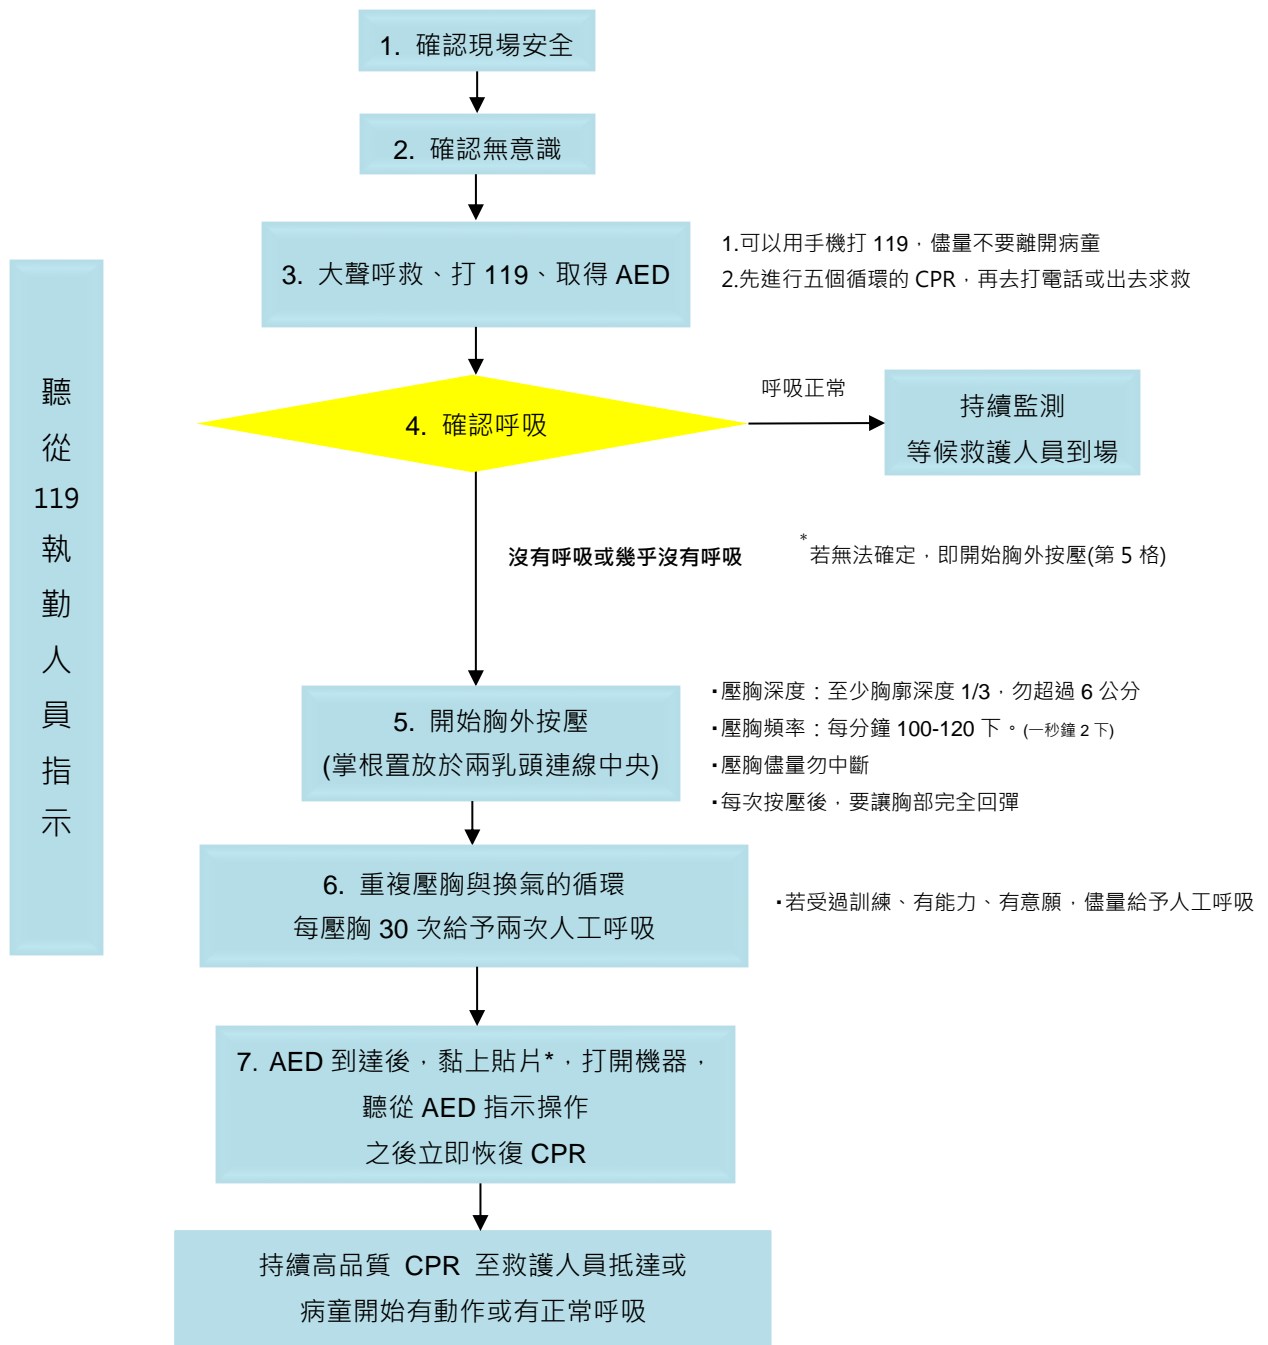 1. 確認現場安全
2. 確認無意識
3. 大聲呼救、打 119、取得 AED
1.可以用手機打 119，儘量不要離開病童
2.先進行五個循環的 CPR，再去打電話或出去求救
聽
從
119
執
勤
人
員
指
示
4. 確認呼吸
呼吸正常
持續監測
等候救護人員到場
沒有呼吸或幾乎沒有呼吸
*若無法確定，即開始胸外按壓(第 5 格)
5. 開始胸外按壓
(掌根置放於兩乳頭連線中央)
▪壓胸深度：至少胸廓深度 1/3，勿超過 6 公分
▪壓胸頻率：每分鐘 100-120 下。(一秒鐘 2 下)
▪壓胸儘量勿中斷
▪每次按壓後，要讓胸部完全回彈
6. 重複壓胸與換氣的循環
每壓胸 30 次給予兩次人工呼吸
▪若受過訓練、有能力、有意願，儘量給予人工呼吸
7. AED 到達後，黏上貼片*，打開機器，
聽從 AED 指示操作
之後立即恢復 CPR
持續高品質 CPR 至救護人員抵達或
病童開始有動作或有正常呼吸